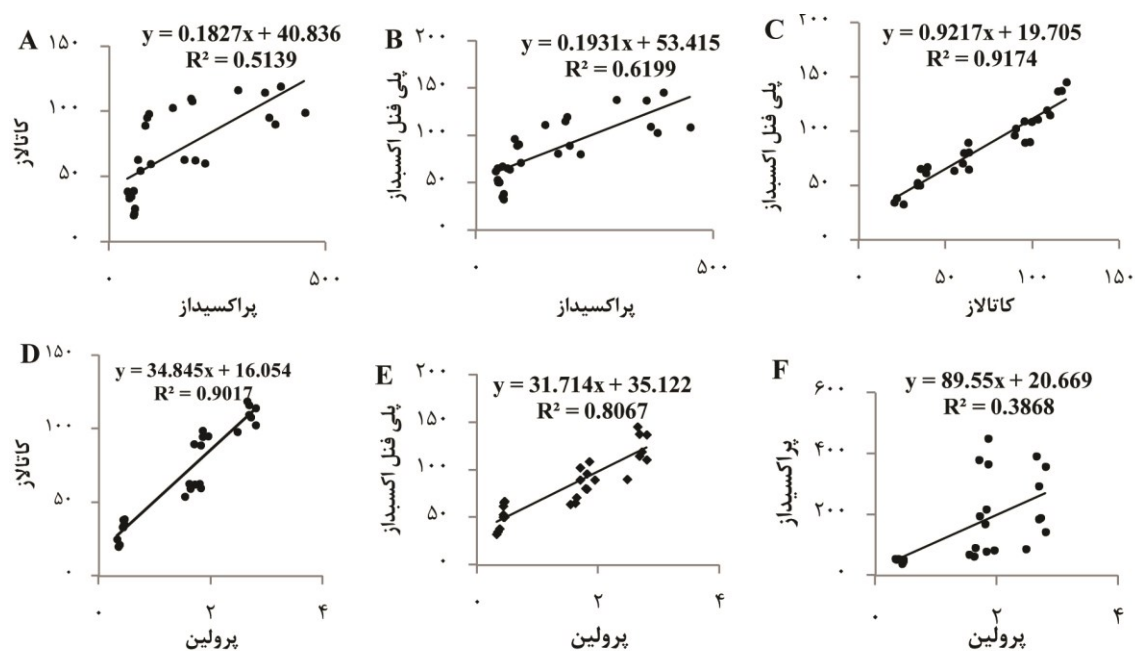 A
y = 0.1827x + 40.836
R² = 0.5139
۱۵۰
۱۰۰
۵۰
۰
کاتالاز
۰
۵۰۰
پراکسیداز
B
y = 0.1931x + 53.415
R² = 0.6199
۲۰۰
۱۵۰
۱۰۰
۵۰
۰
پلی فنل اکسیداز
۰
۵۰۰
پراکسیداز
C
y = 0.9217x + 19.705
R² = 0.9174
۲۰۰
۱۵۰
۱۰۰
۵۰
۰
پلی فنل اکسیداز
۰
۵۰
۱۰۰
۱۵۰
کاتالاز
D
y = 34.845x + 16.054
R² = 0.9017
۱۵۰
۱۰۰
۵۰
۰
کاتالاز
۰
۲
۴
پرولین
E
y = 31.714x + 35.122
R² = 0.8067
۲۰۰
۱۵۰
۱۰۰
۵۰
۰
پلی فنل اکسیداز
۰
۲
۴
پرولین
F
y = 89.55x + 20.669
R² = 0.3868
۶۰۰
۴۰۰
۲۰۰
۰
پراکسیداز
۰
۲
۴
پرولین